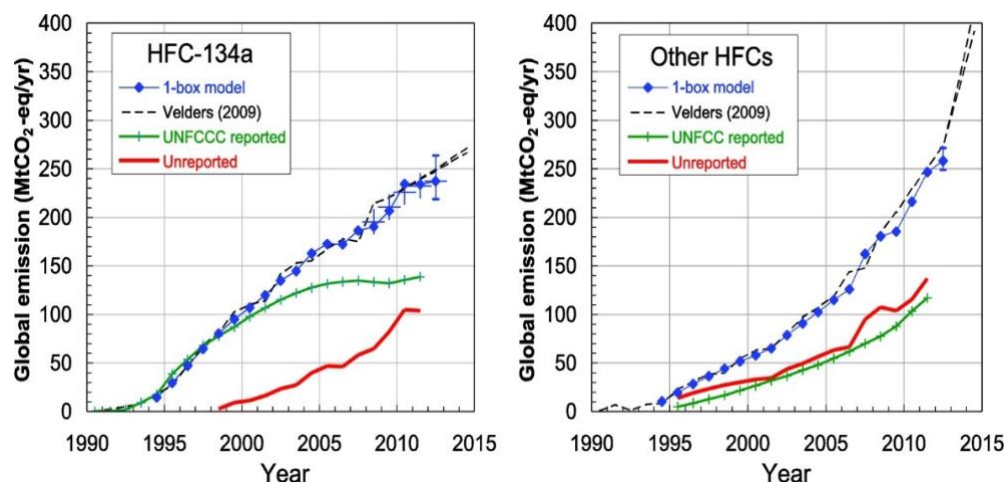 400
350
300
250
200
150
100
50
0
Global emission (MtCO₂-eq/yr)
HFC-134a
1-box model
Velders (2009)
UNFCCC reported
Unreported
1990 1995 2000 2005 2010 2015
Year
400
350
300
250
200
150
100
50
0
Global emission (MtCO₂-eq/yr)
Other HFCs
1-box model
Velders (2009)
UNFCC reported
Unreported
1990 1995 2000 2005 2010 2015
Year